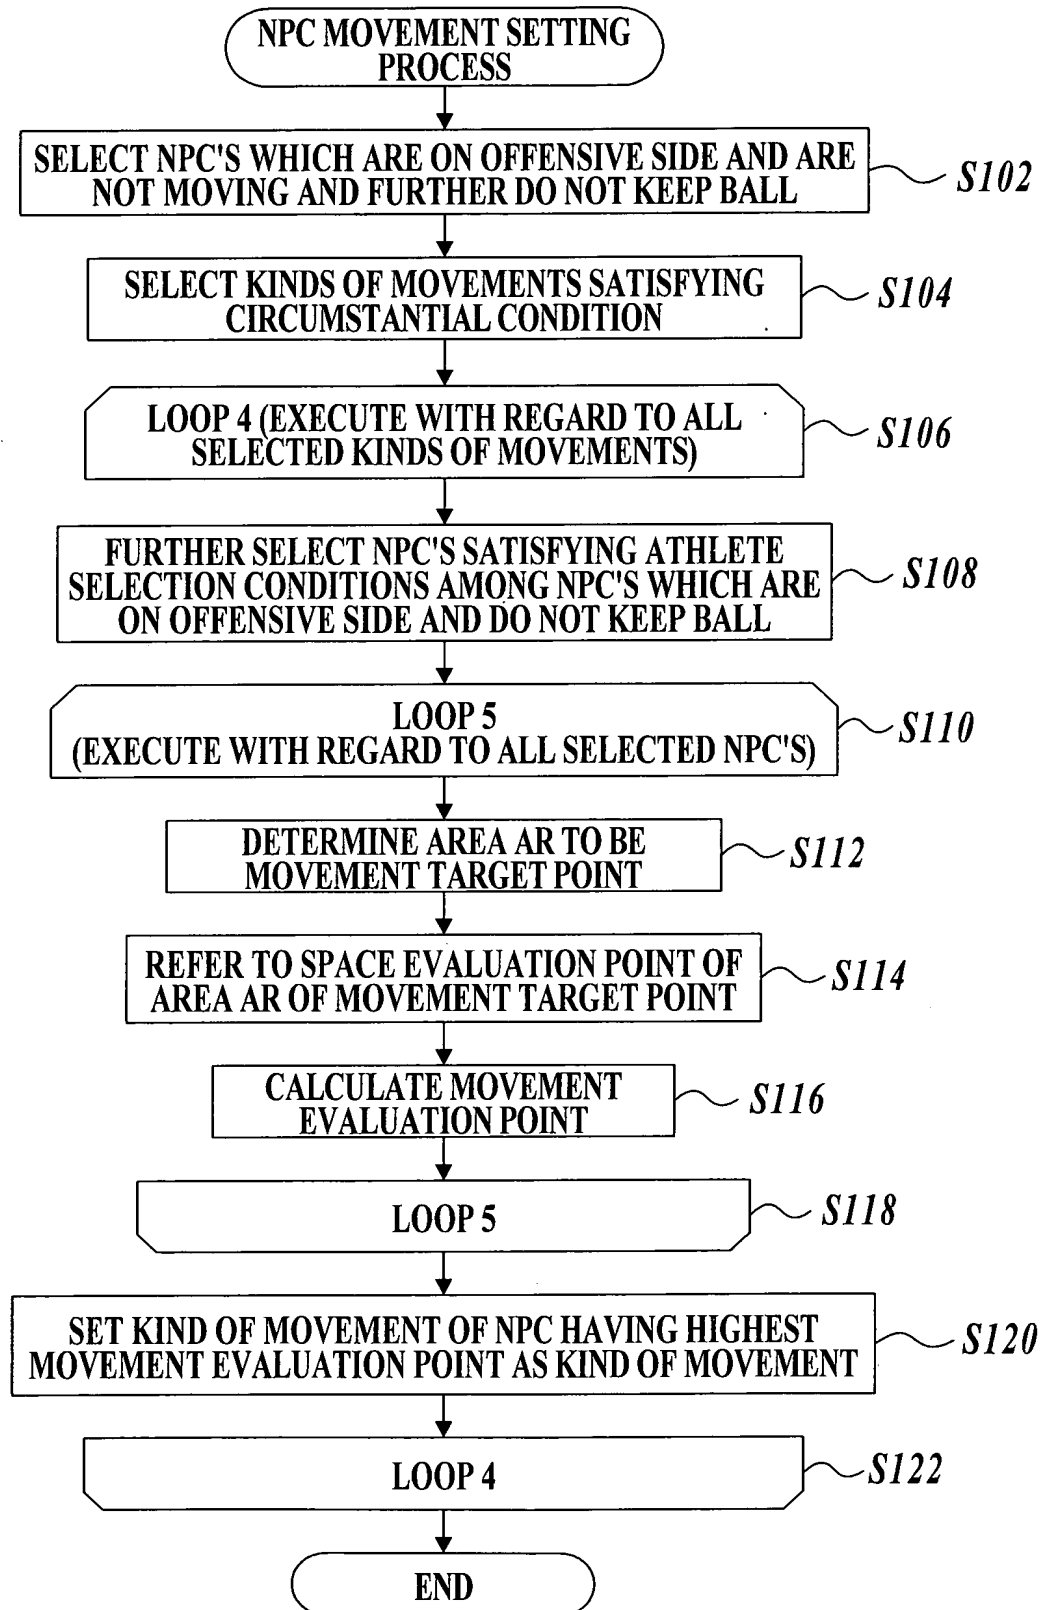 NPC MOVEMENT SETTING
PROCESS
SELECT NPC'S WHICH ARE ON OFFENSIVE SIDE AND ARE
NOT MOVING AND FURTHER DO NOT KEEP BALL
S102
SELECT KINDS OF MOVEMENTS SATISFYING
CIRCUMSTANTIAL CONDITION
S104
LOOP 4 (EXECUTE WITH REGARD TO ALL
SELECTED KINDS OF MOVEMENTS)
S106
FURTHER SELECT NPC'S SATISFYING ATHLETE
SELECTION CONDITIONS AMONG NPC'S WHICH ARE
ON OFFENSIVE SIDE AND DO NOT KEEP BALL
S108
LOOP 5
(EXECUTE WITH REGARD TO ALL SELECTED NPC'S)
S110
DETERMINE AREA AR TO BE
MOVEMENT TARGET POINT
S112
REFER TO SPACE EVALUATION POINT OF
AREA AR OF MOVEMENT TARGET POINT
S114
CALCULATE MOVEMENT
EVALUATION POINT
S116
LOOP 5
S118
SET KIND OF MOVEMENT OF NPC HAVING HIGHEST
MOVEMENT EVALUATION POINT AS KIND OF MOVEMENT
S120
LOOP 4
S122
END